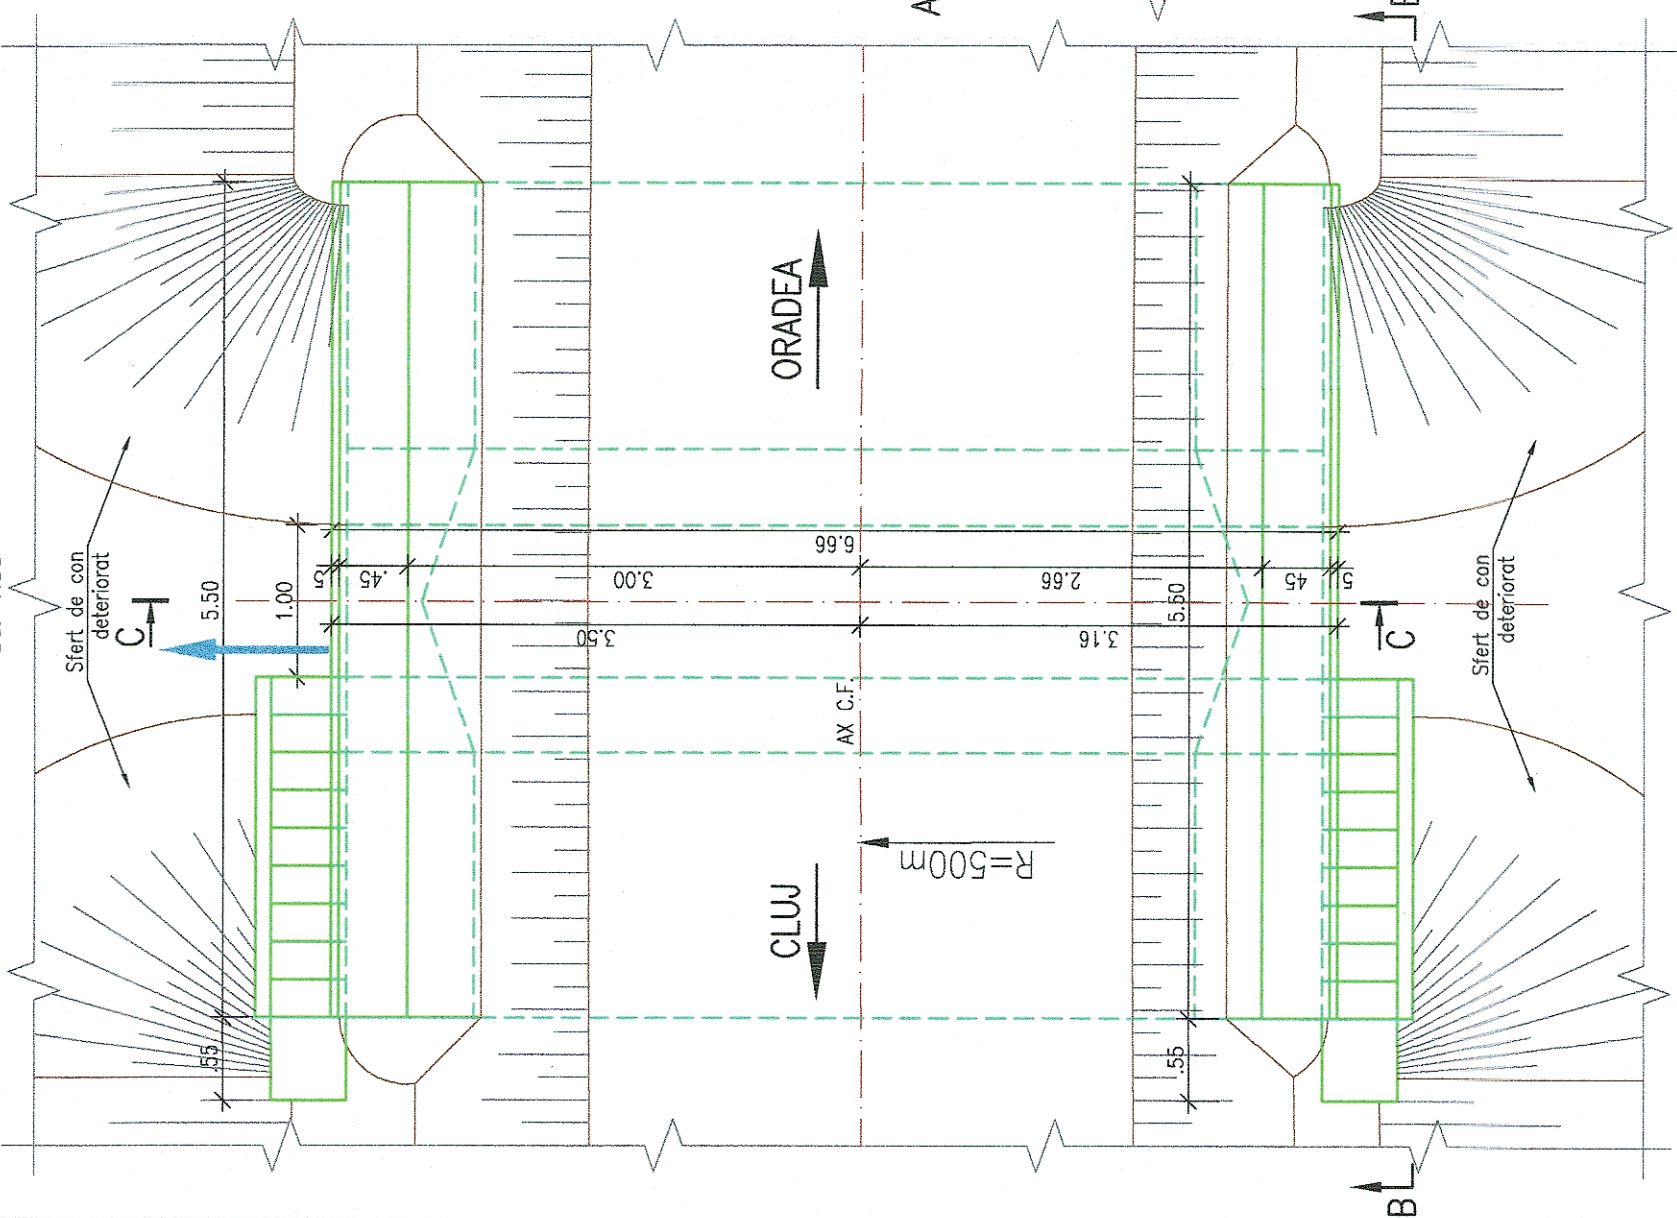 A
B
Sfert de con
deteriorat
C
5.50
1.00
5
.45
3.00
6.66
2.66
45
5
3.50
3.16
5.50
C
Sfert de con
deteriorat
ORADEA
AX C.F.
R=500m
CLUJ
.55
.55
B